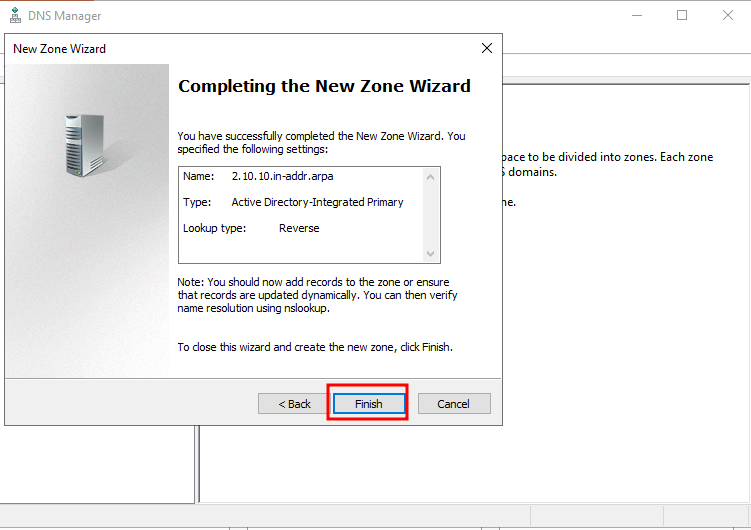 DNS Manager
New Zone Wizard
Completing the New Zone Wizard
You have successfully completed the New Zone Wizard. You
specified the following settings:
Name: 2.10.10.in-addr.arpa
Type: Active Directory-Integrated Primary
Lookup type: Reverse
Note: You should now add records to the zone or ensure
that records are updated dynamically. You can then verify
name resolution using nslookup.
To close this wizard and create the new zone, click Finish.
< Back
Finish
Cancel
to be divided into zones. Each zone
domains.